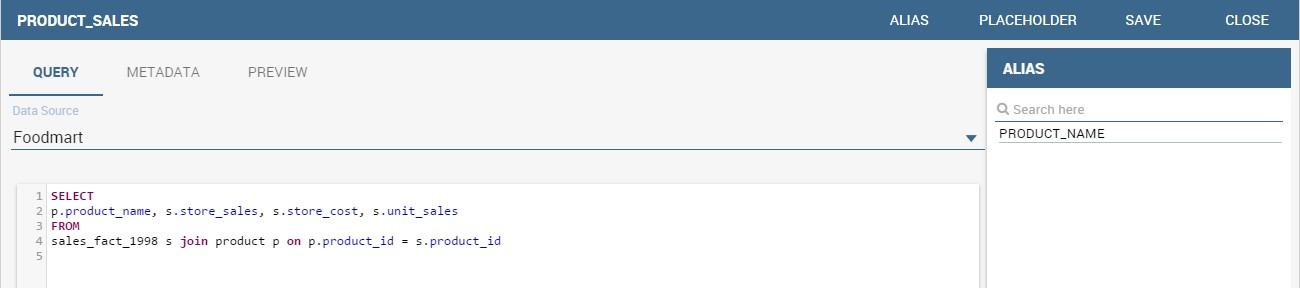 PRODUCT_SALES ALIAS PLACEHOLDER SAVE CLOSE
QUERY METADATA PREVIEW
Data Source
Foodmart
1 SELECT
2 p.product_name, s.store_sales, s.store_cost, s.unit_sales
3 FROM
4 sales_fact_1998 s join product p on p.product_id = s.product_id
5
ALIAS
Search here
PRODUCT_NAME